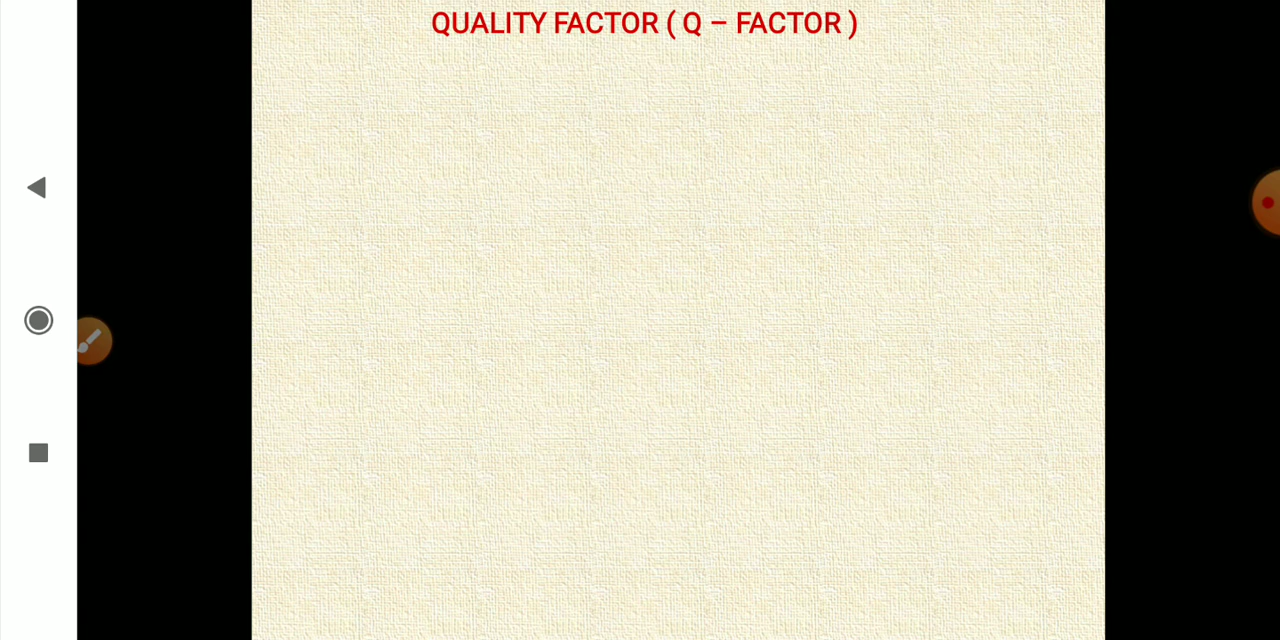 QUALITY FACTOR ( Q – FACTOR )